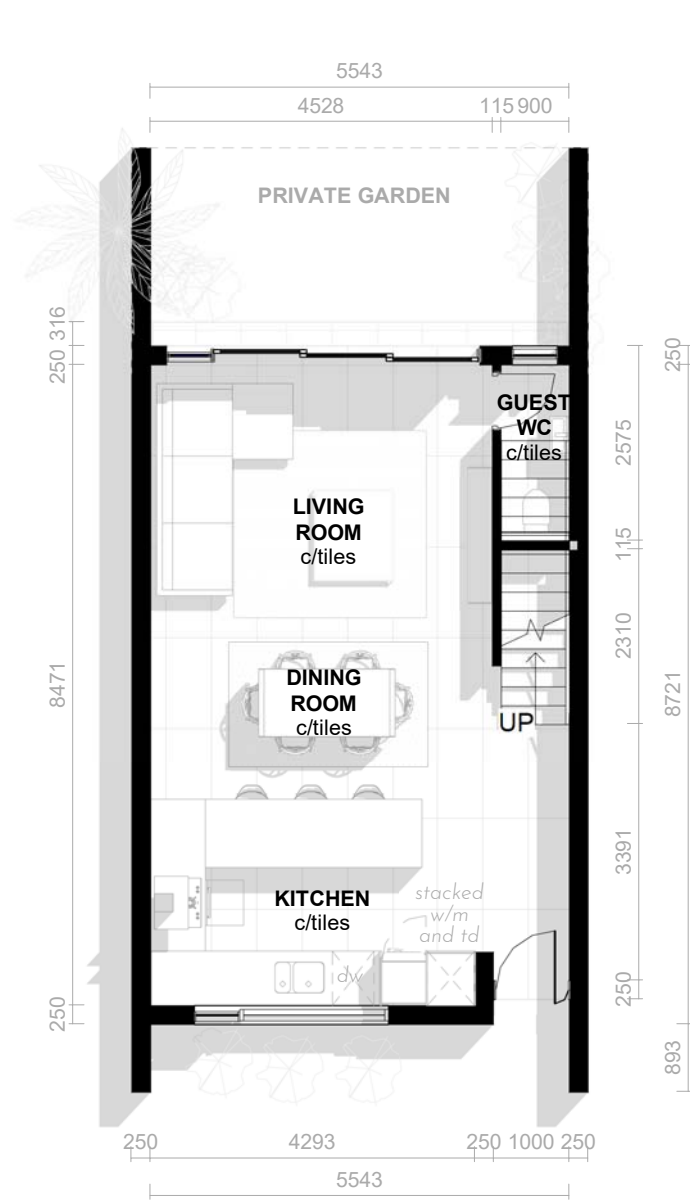 5543
4528
115
900
PRIVATE GARDEN
316
250
250
GUEST
WC
c/tiles
2575
LIVING
ROOM
c/tiles
115
2310
8471
8721
DINING
ROOM
c/tiles
UP
3391
KITCHEN
c/tiles
stacked
w/m
and td
dw
250
250
893
250
4293
250
1000
250
5543